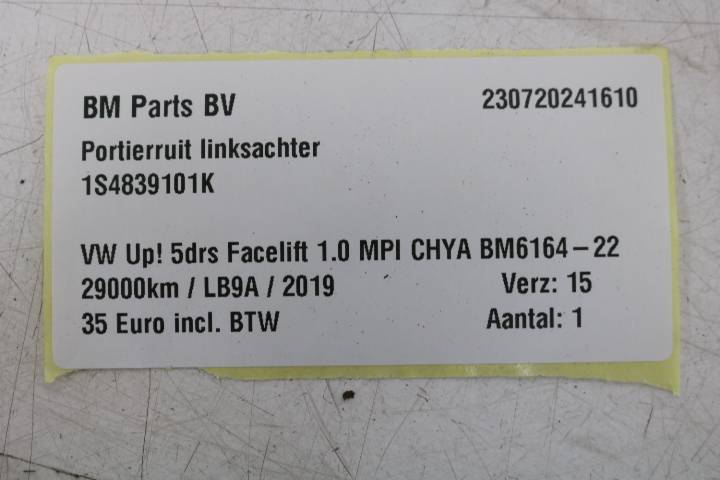 BM Parts BV 230720241610
Portierruit linksachter
1S4839101K
VW Up! 5drs Facelift 1.0 MPI CHYA BM6164-22
29000km / LB9A / 2019 Verz: 15
35 Euro incl. BTW Aantal: 1